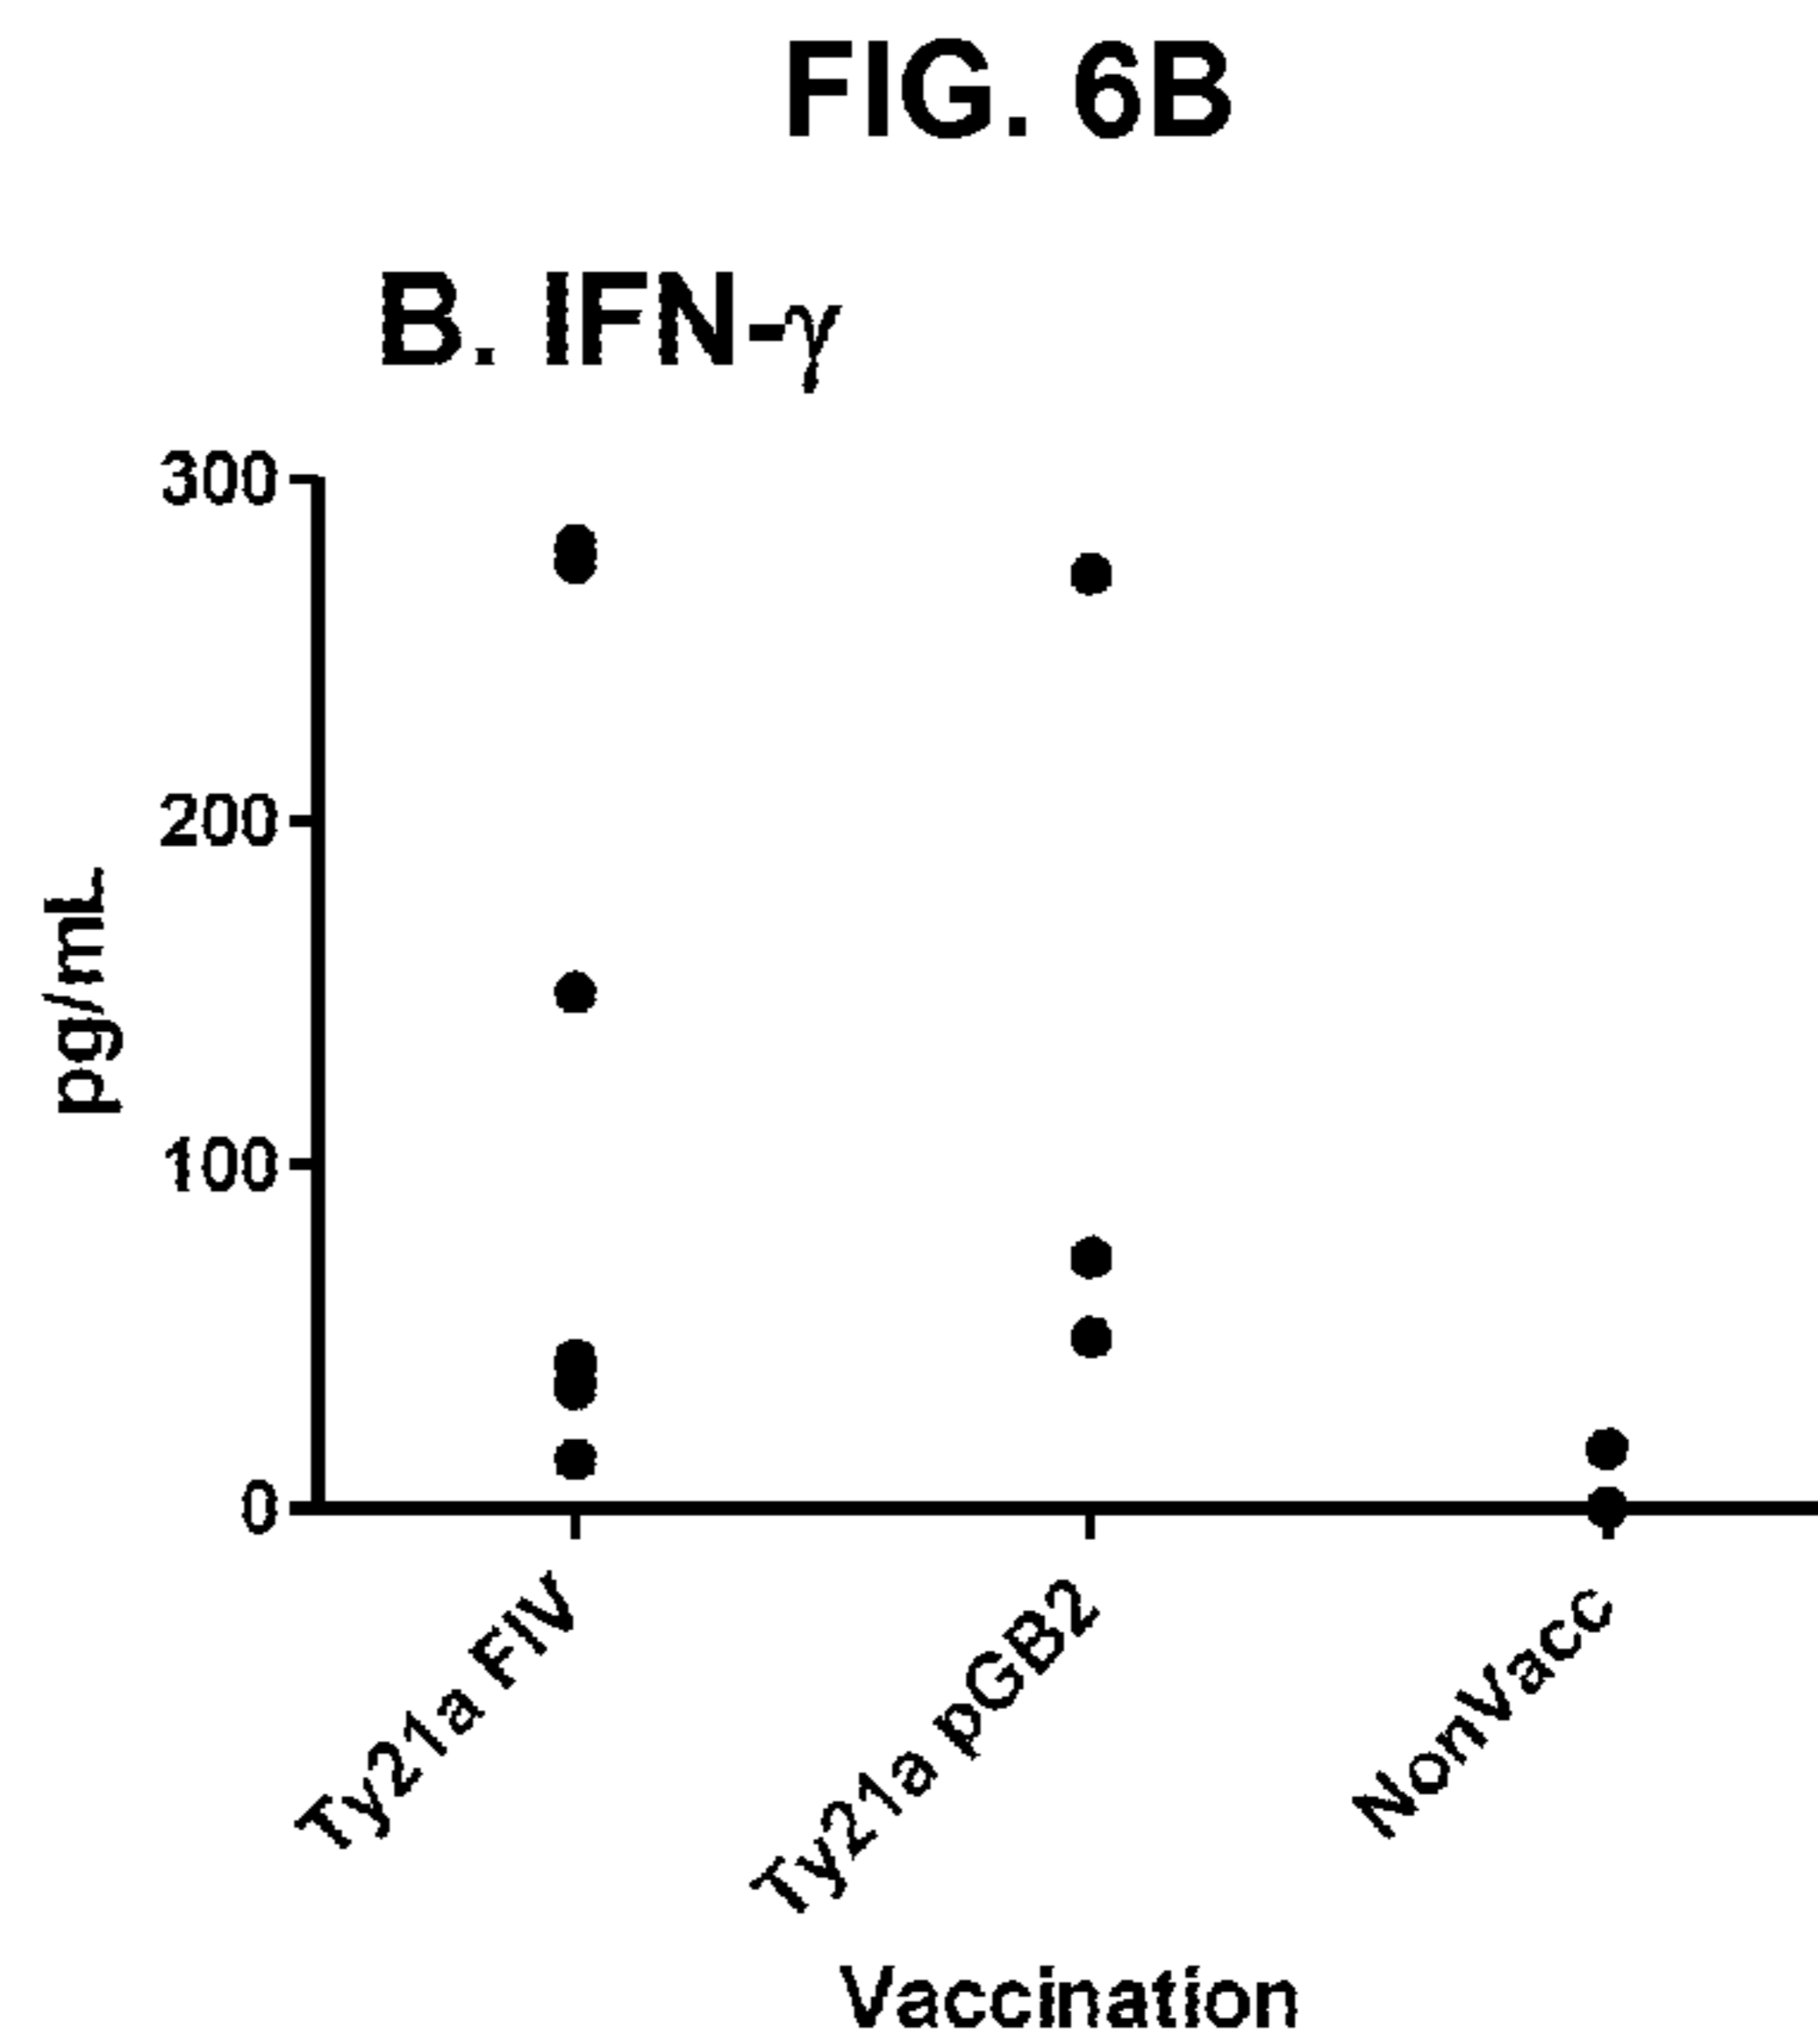 FIG. 6B
B. IFN-γ
300
200
100
0
pg/mL
Ty21a FIV
Ty21a pGB2
NonVacc
Vaccination